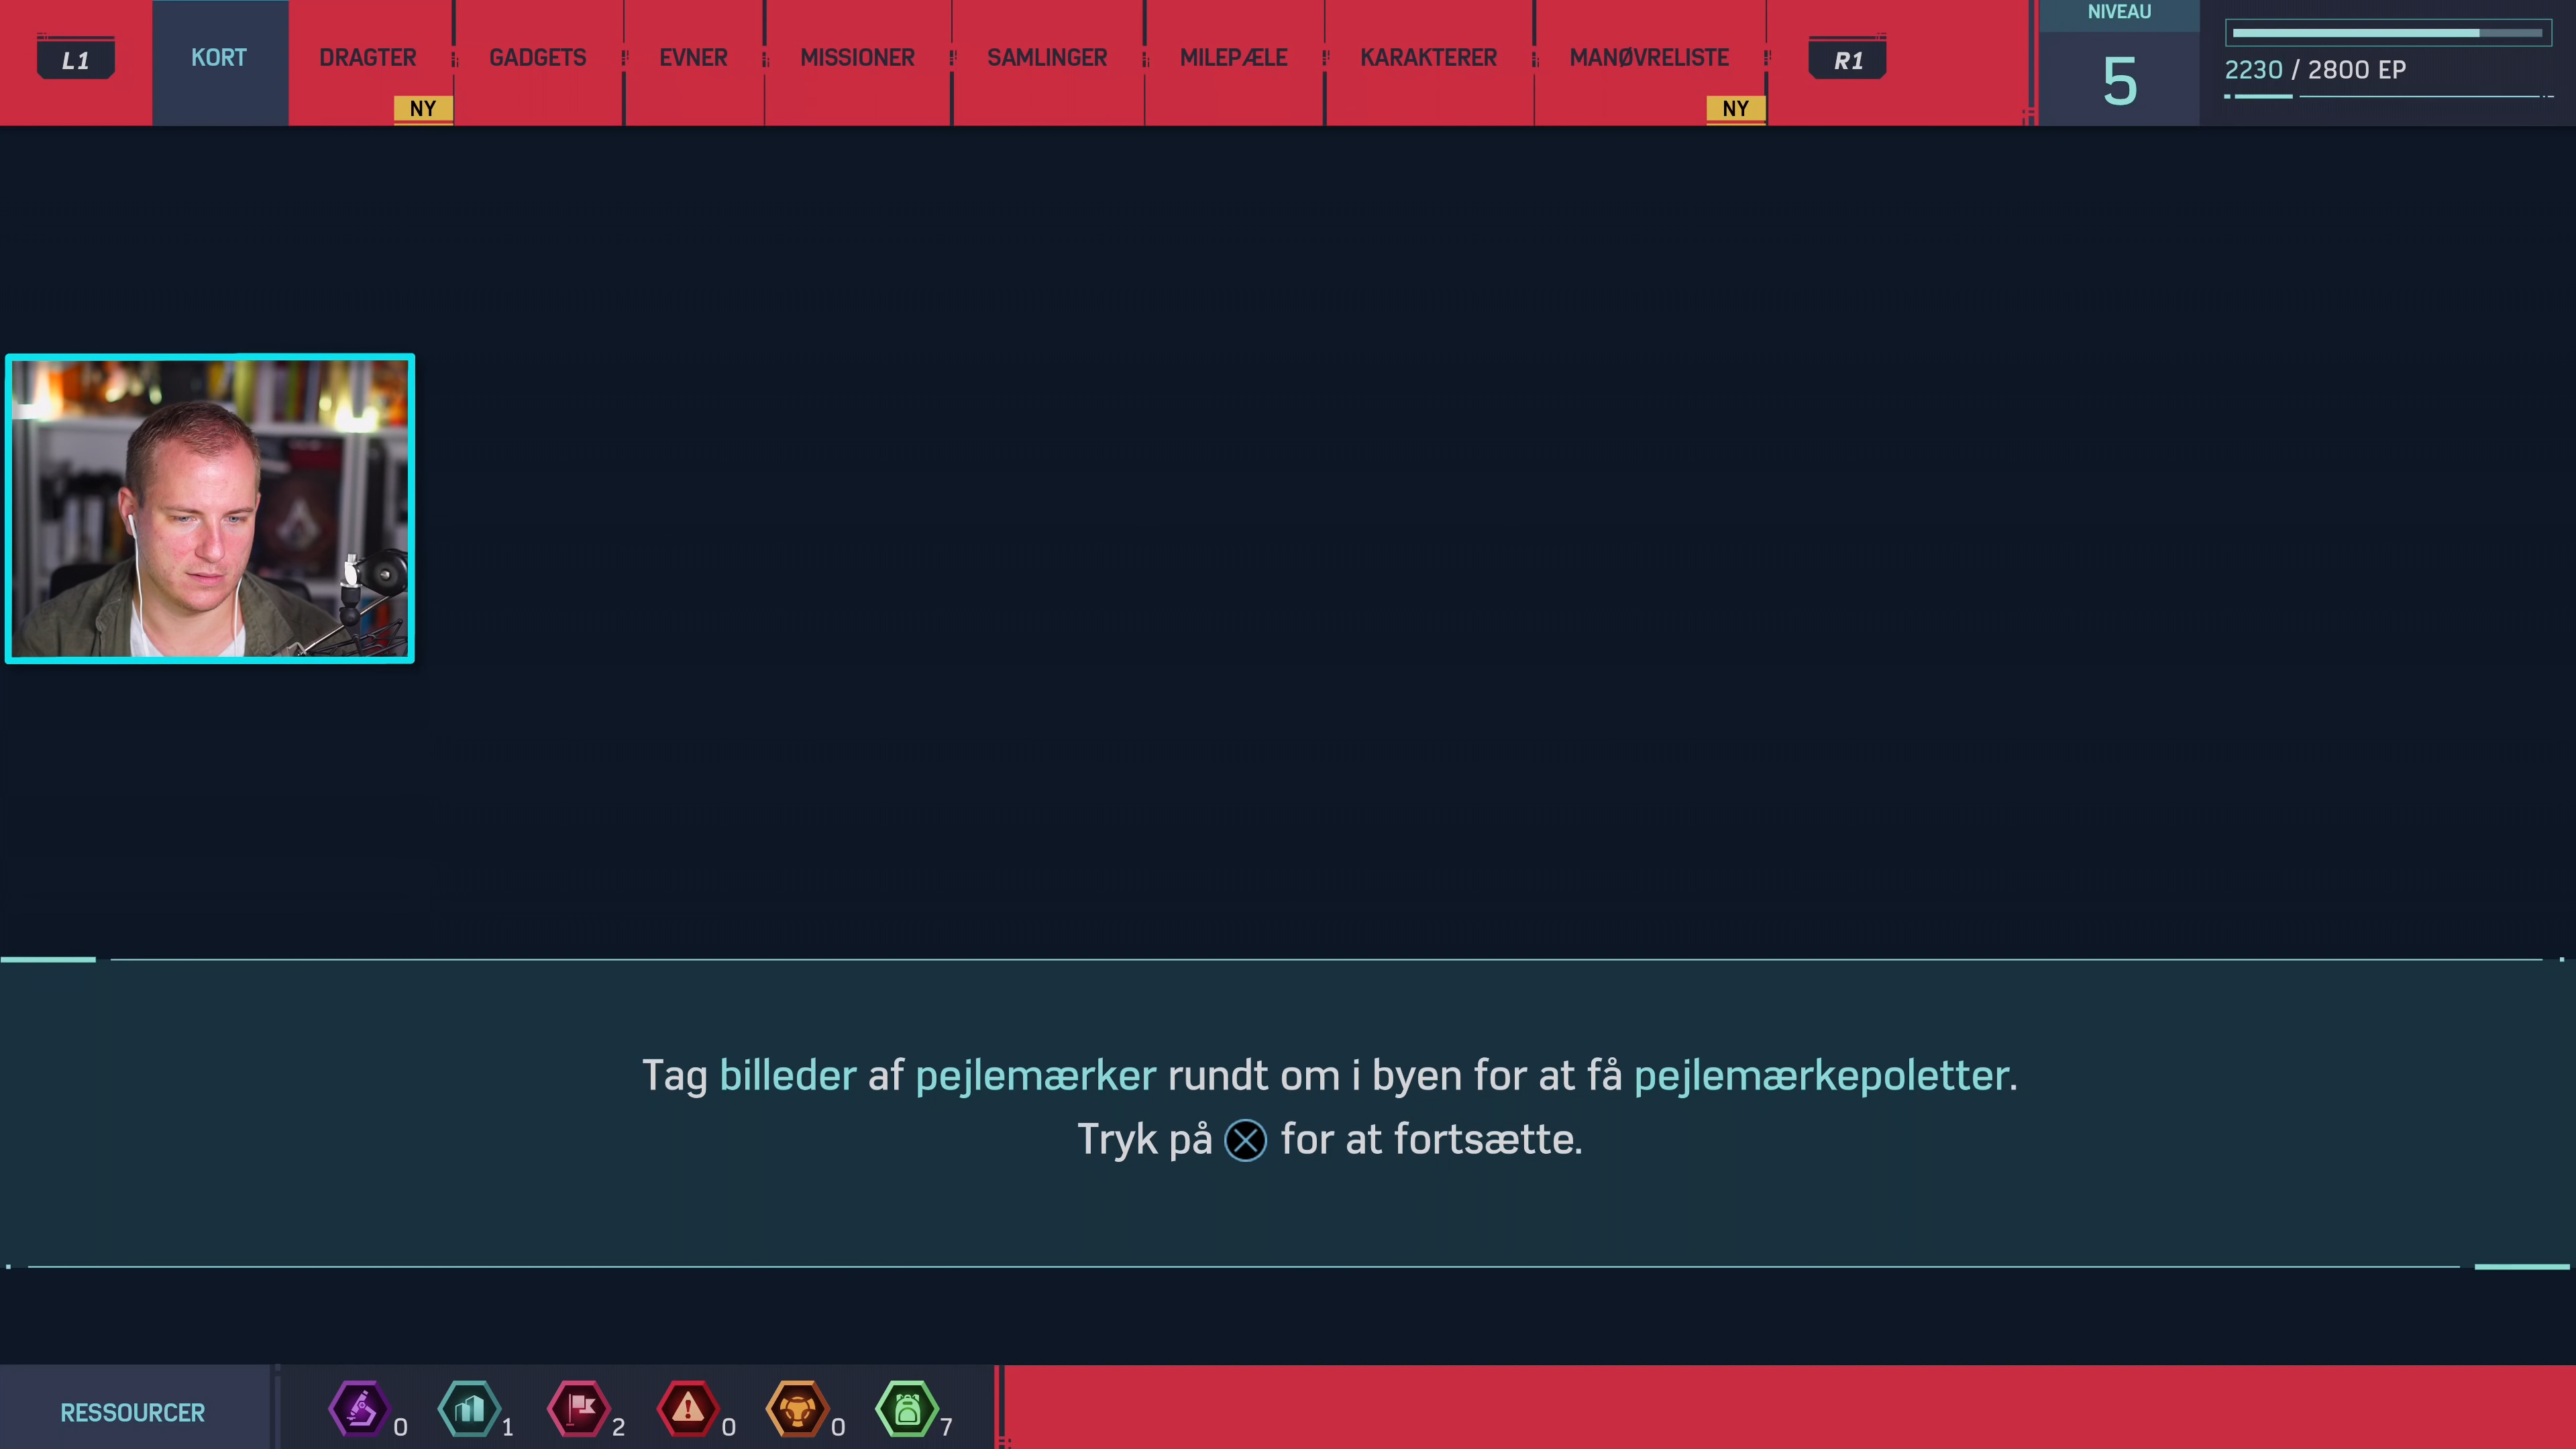 L1
KORT
DRAGTER
NY
GADGETS
EVNER
MISSIONER
SAMLINGER
MILEPÆLE
KARAKTERER
MANØVRELISTE
NY
R1
NIVEAU
5
2230 / 2800 EP
Tag billeder af pejlemærker rundt om i byen for at få pejlemærkepoletter.
Tryk på for at fortsætte.
RESSOURCER
0
1
2
0
0
7